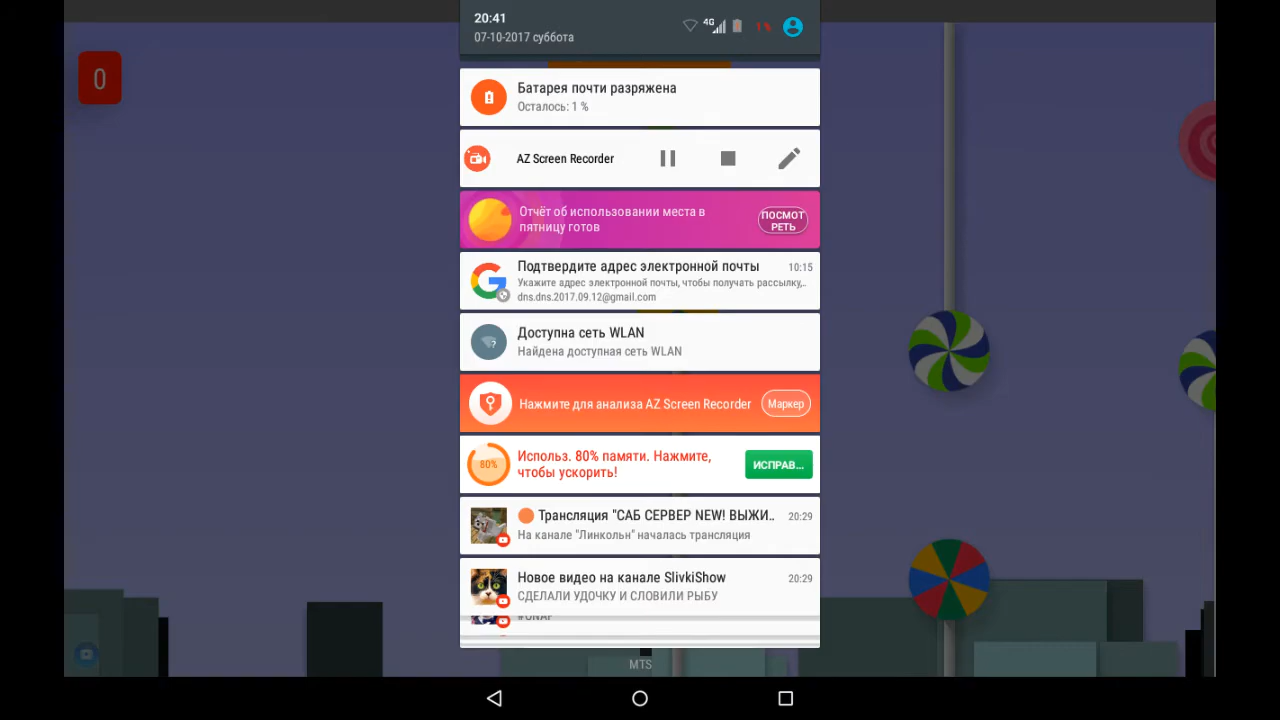 20:41
07-10-2017 суббота
4G
1%
0
Батарея почти разряжена
Осталось: 1 %
AZ Screen Recorder
Отчёт об использовании места в
пятницу готов
ПОСМОТ
РЕТЬ
Подтвердите адрес электронной почты
10:15
Укажите адрес электронной почты, чтобы получать рассылку,..
dns.dns.2017.09.12@gmail.com
Доступна сеть WLAN
Найдена доступная сеть WLAN
Нажмите для анализа AZ Screen Recorder
Маркер
80%
Использ. 80% памяти. Нажмите,
чтобы ускорить!
ИСПРАВ...
Трансляция "САБ СЕРВЕР NEW! ВЫЖИ..
20:29
На канале "Линкольн" началась трансляция
Новое видео на канале SlivkiShow
20:29
СДЕЛАЛИ УДОЧКУ И СЛОВИЛИ РЫБУ
MTS